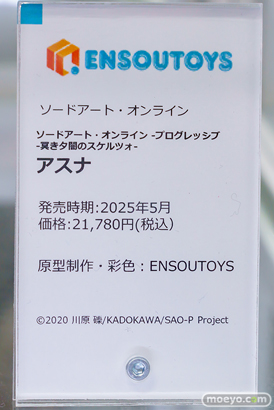 ENSOUTOYS
ソードアート・オンライン
ソードアート・オンライン -プログレッシブ
-冥き夕闇のスケルツォ-
アスナ
発売時期:2025年5月
価格:21,780円(税込)
原型制作・彩色：ENSOUTOYS
©2020 川原 礫/KADOKAWA/SAO-P Project
moeyo.com